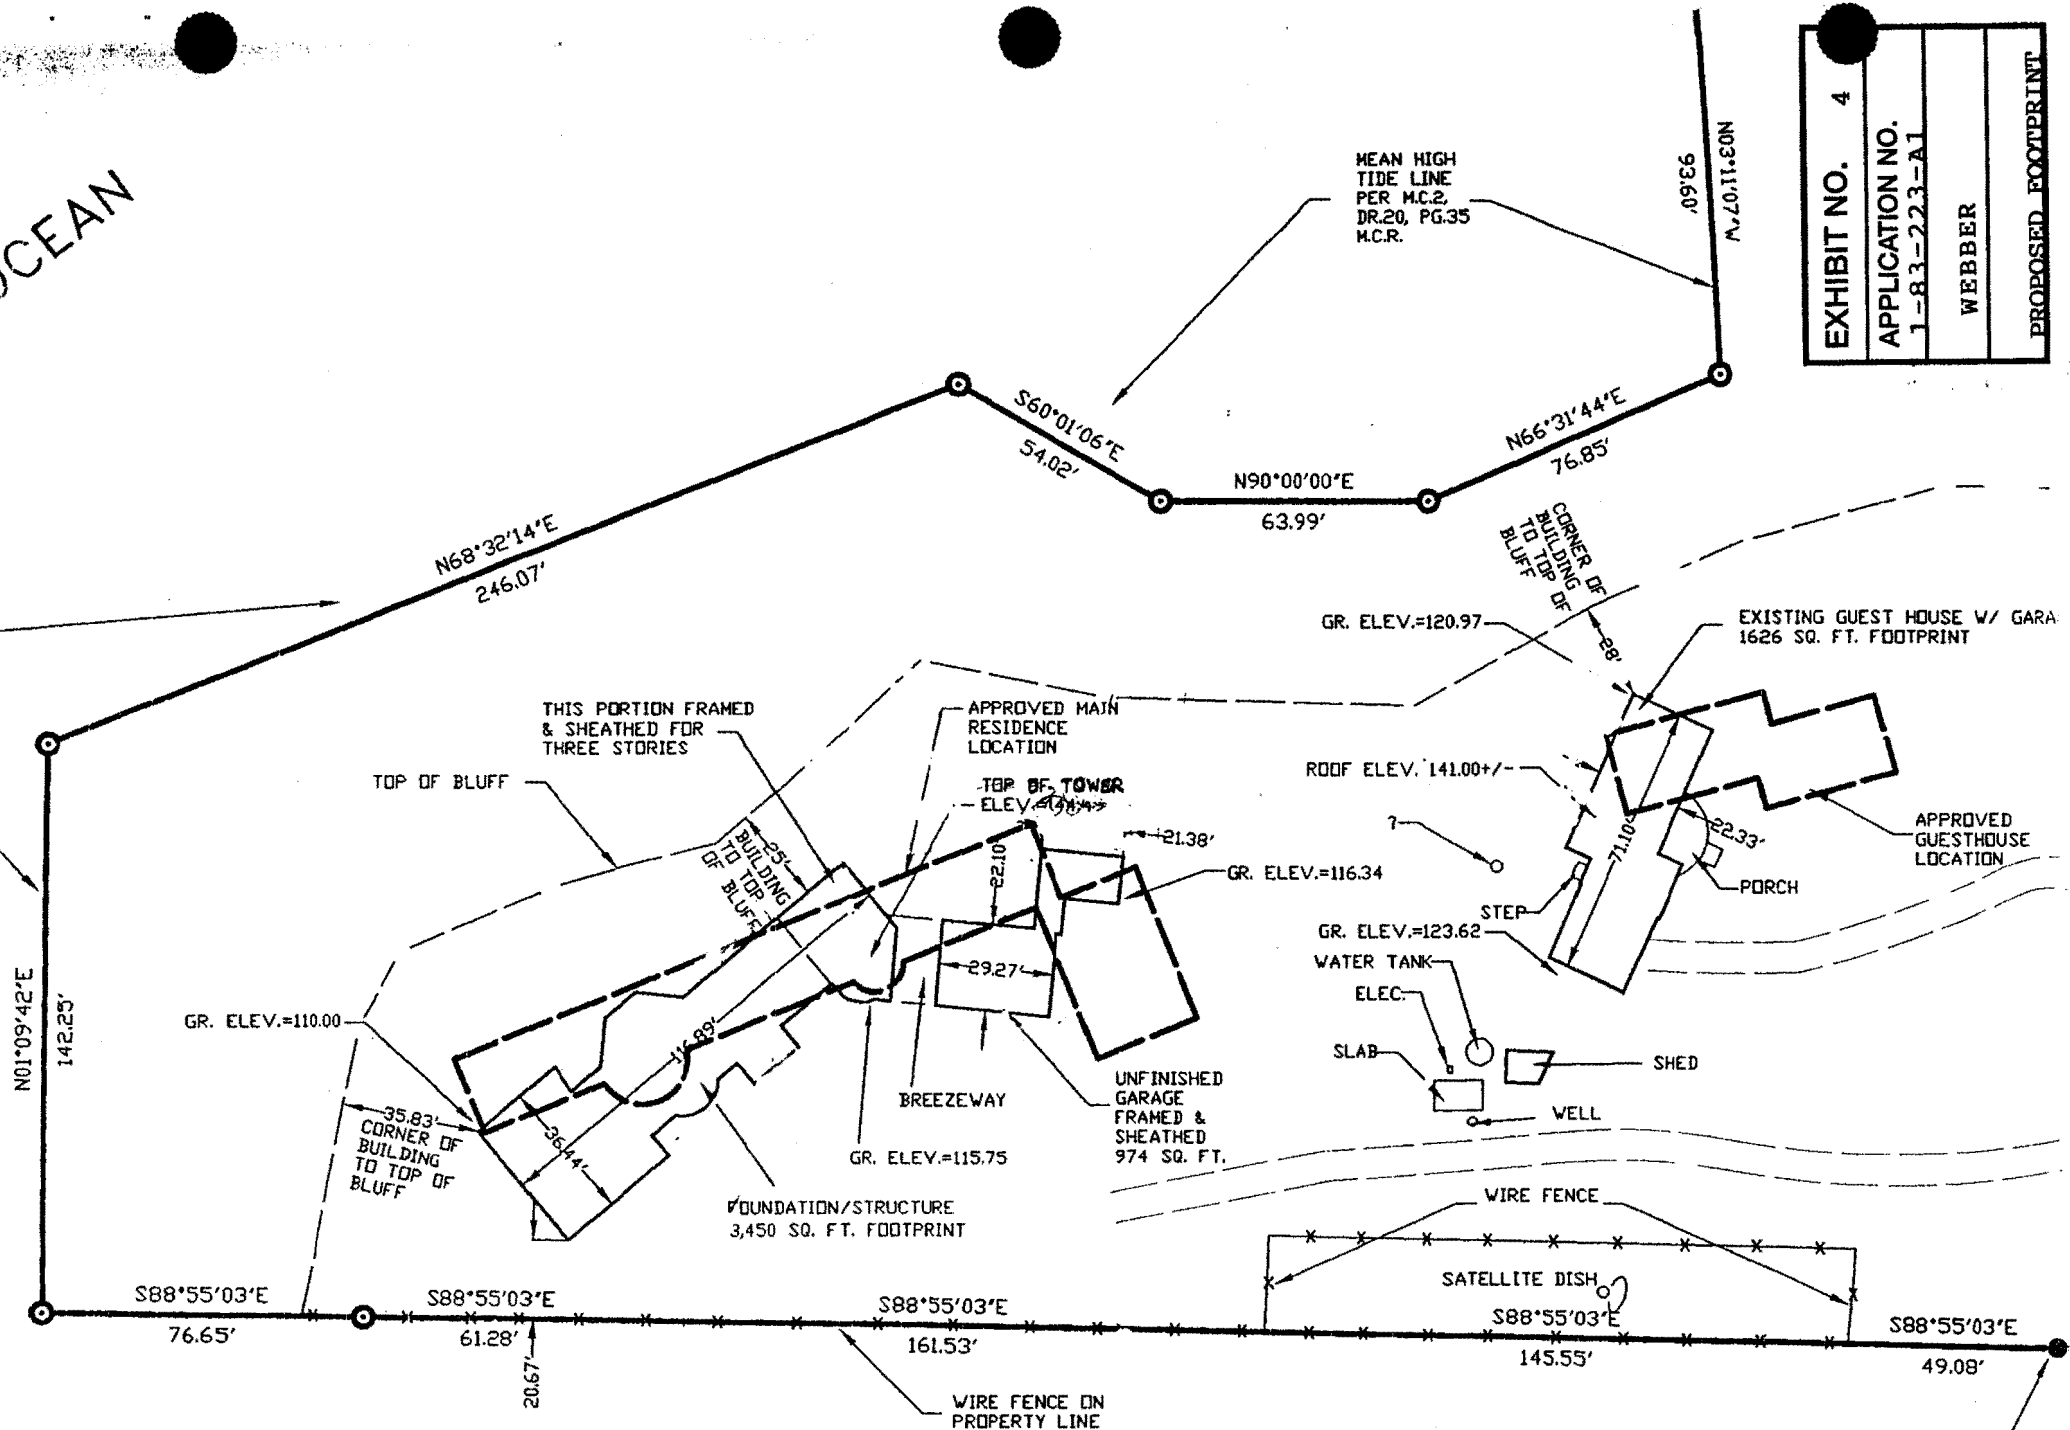 OCEAN
EXHIBIT NO. 4
APPLICATION NO.
1-83-223-A1
WEBBER
PROPOSED FOOTPRINT
MEAN HIGH
TIDE LINE
PER M.C.2,
DR.20, PG.35
M.C.R.
N03°11'07"W
93.60'
S60°01'06"E
54.02'
N66°31'44"E
76.85'
N90°00'00"E
63.99'
N68°32'14"E
246.07'
CORNER OF
BUILDING
TO TOP OF
BLUFF
28'
GR. ELEV.=120.97
EXISTING GUEST HOUSE W/ GARA
1626 SQ. FT. FOOTPRINT
THIS PORTION FRAMED
& SHEATHED FOR
THREE STORIES
APPROVED MAIN
RESIDENCE
LOCATION
TOP OF BLUFF
TOP OF TOWER
ELEV.
ROOF ELEV. 141.00+/-
25'
BUILDING
TO TOP
OF BLUFF
22.10'
21.38'
GR. ELEV.=116.34
?
71.10'
22.33'
APPROVED
GUESTHOUSE
LOCATION
PORCH
STEP
GR. ELEV.=123.62
WATER TANK
ELEC.
SLAB
SHED
WELL
29.27'
116.89'
GR. ELEV.=110.00
N01°09'42"E
142.25'
35.83'
CORNER OF
BUILDING
TO TOP OF
BLUFF
36.44'
BREEZEWAY
GR. ELEV.=115.75
UNFINISHED
GARAGE
FRAMED &
SHEATHED
974 SQ. FT.
FOUNDATION/STRUCTURE
3,450 SQ. FT. FOOTPRINT
WIRE FENCE
SATELLITE DISH
S88°55'03"E
76.65'
S88°55'03"E
61.28'
20.67'
S88°55'03"E
161.53'
S88°55'03"E
145.55'
S88°55'03"E
49.08'
WIRE FENCE ON
PROPERTY LINE